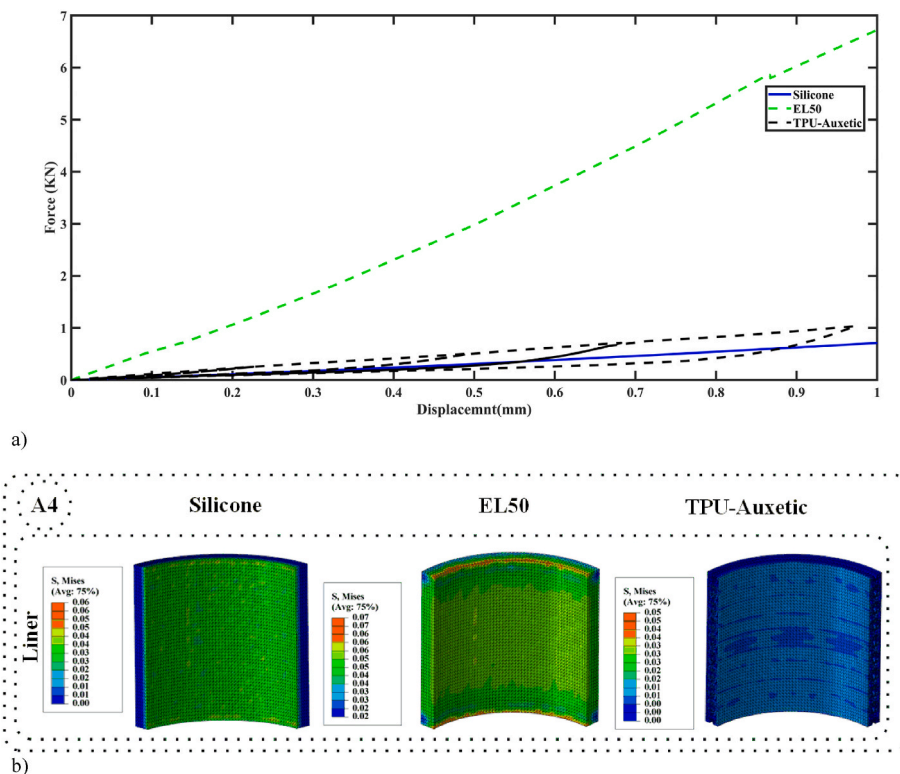 7
6
5
4
3
2
1
0
Force (KN)
0 0.1 0.2 0.3 0.4 0.5 0.6 0.7 0.8 0.9 1
Displacemnt(mm)
Silicone
EL50
TPU-Auxetic
a)
A4
Silicone
EL50
TPU-Auxetic
Liner
S, Mises
(Avg: 75%)
0.06
0.06
0.05
0.04
0.04
0.03
0.03
0.02
0.02
0.01
0.01
0.00
S, Mises
(Avg: 75%)
0.07
0.07
0.06
0.06
0.05
0.05
0.04
0.04
0.03
0.03
0.02
0.02
S, Mises
(Avg: 75%)
0.05
0.05
0.04
0.04
0.03
0.03
0.02
0.02
0.01
0.01
0.00
0.00
b)